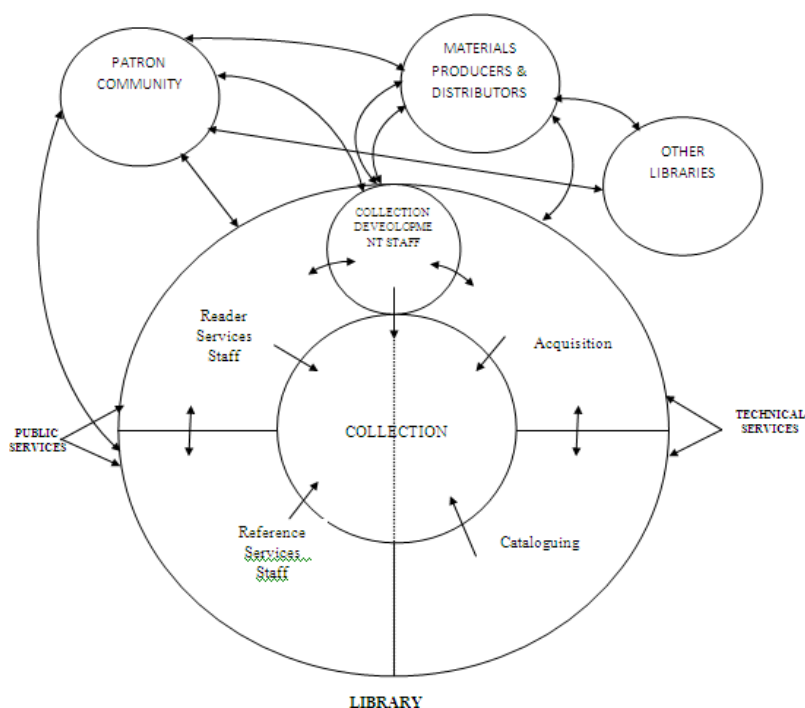 PATRON
COMMUNITY
MATERIALS
PRODUCERS &
DISTRIBUTORS
OTHER
LIBRARIES
COLLECTION
DEVEOLOPME
NT STAFF
Reader
Services
Staff
Acquisition
PUBLIC
SERVICES
COLLECTION
TECHNICAL
SERVICES
Reference
Services
Staff
Cataloguing
LIBRARY